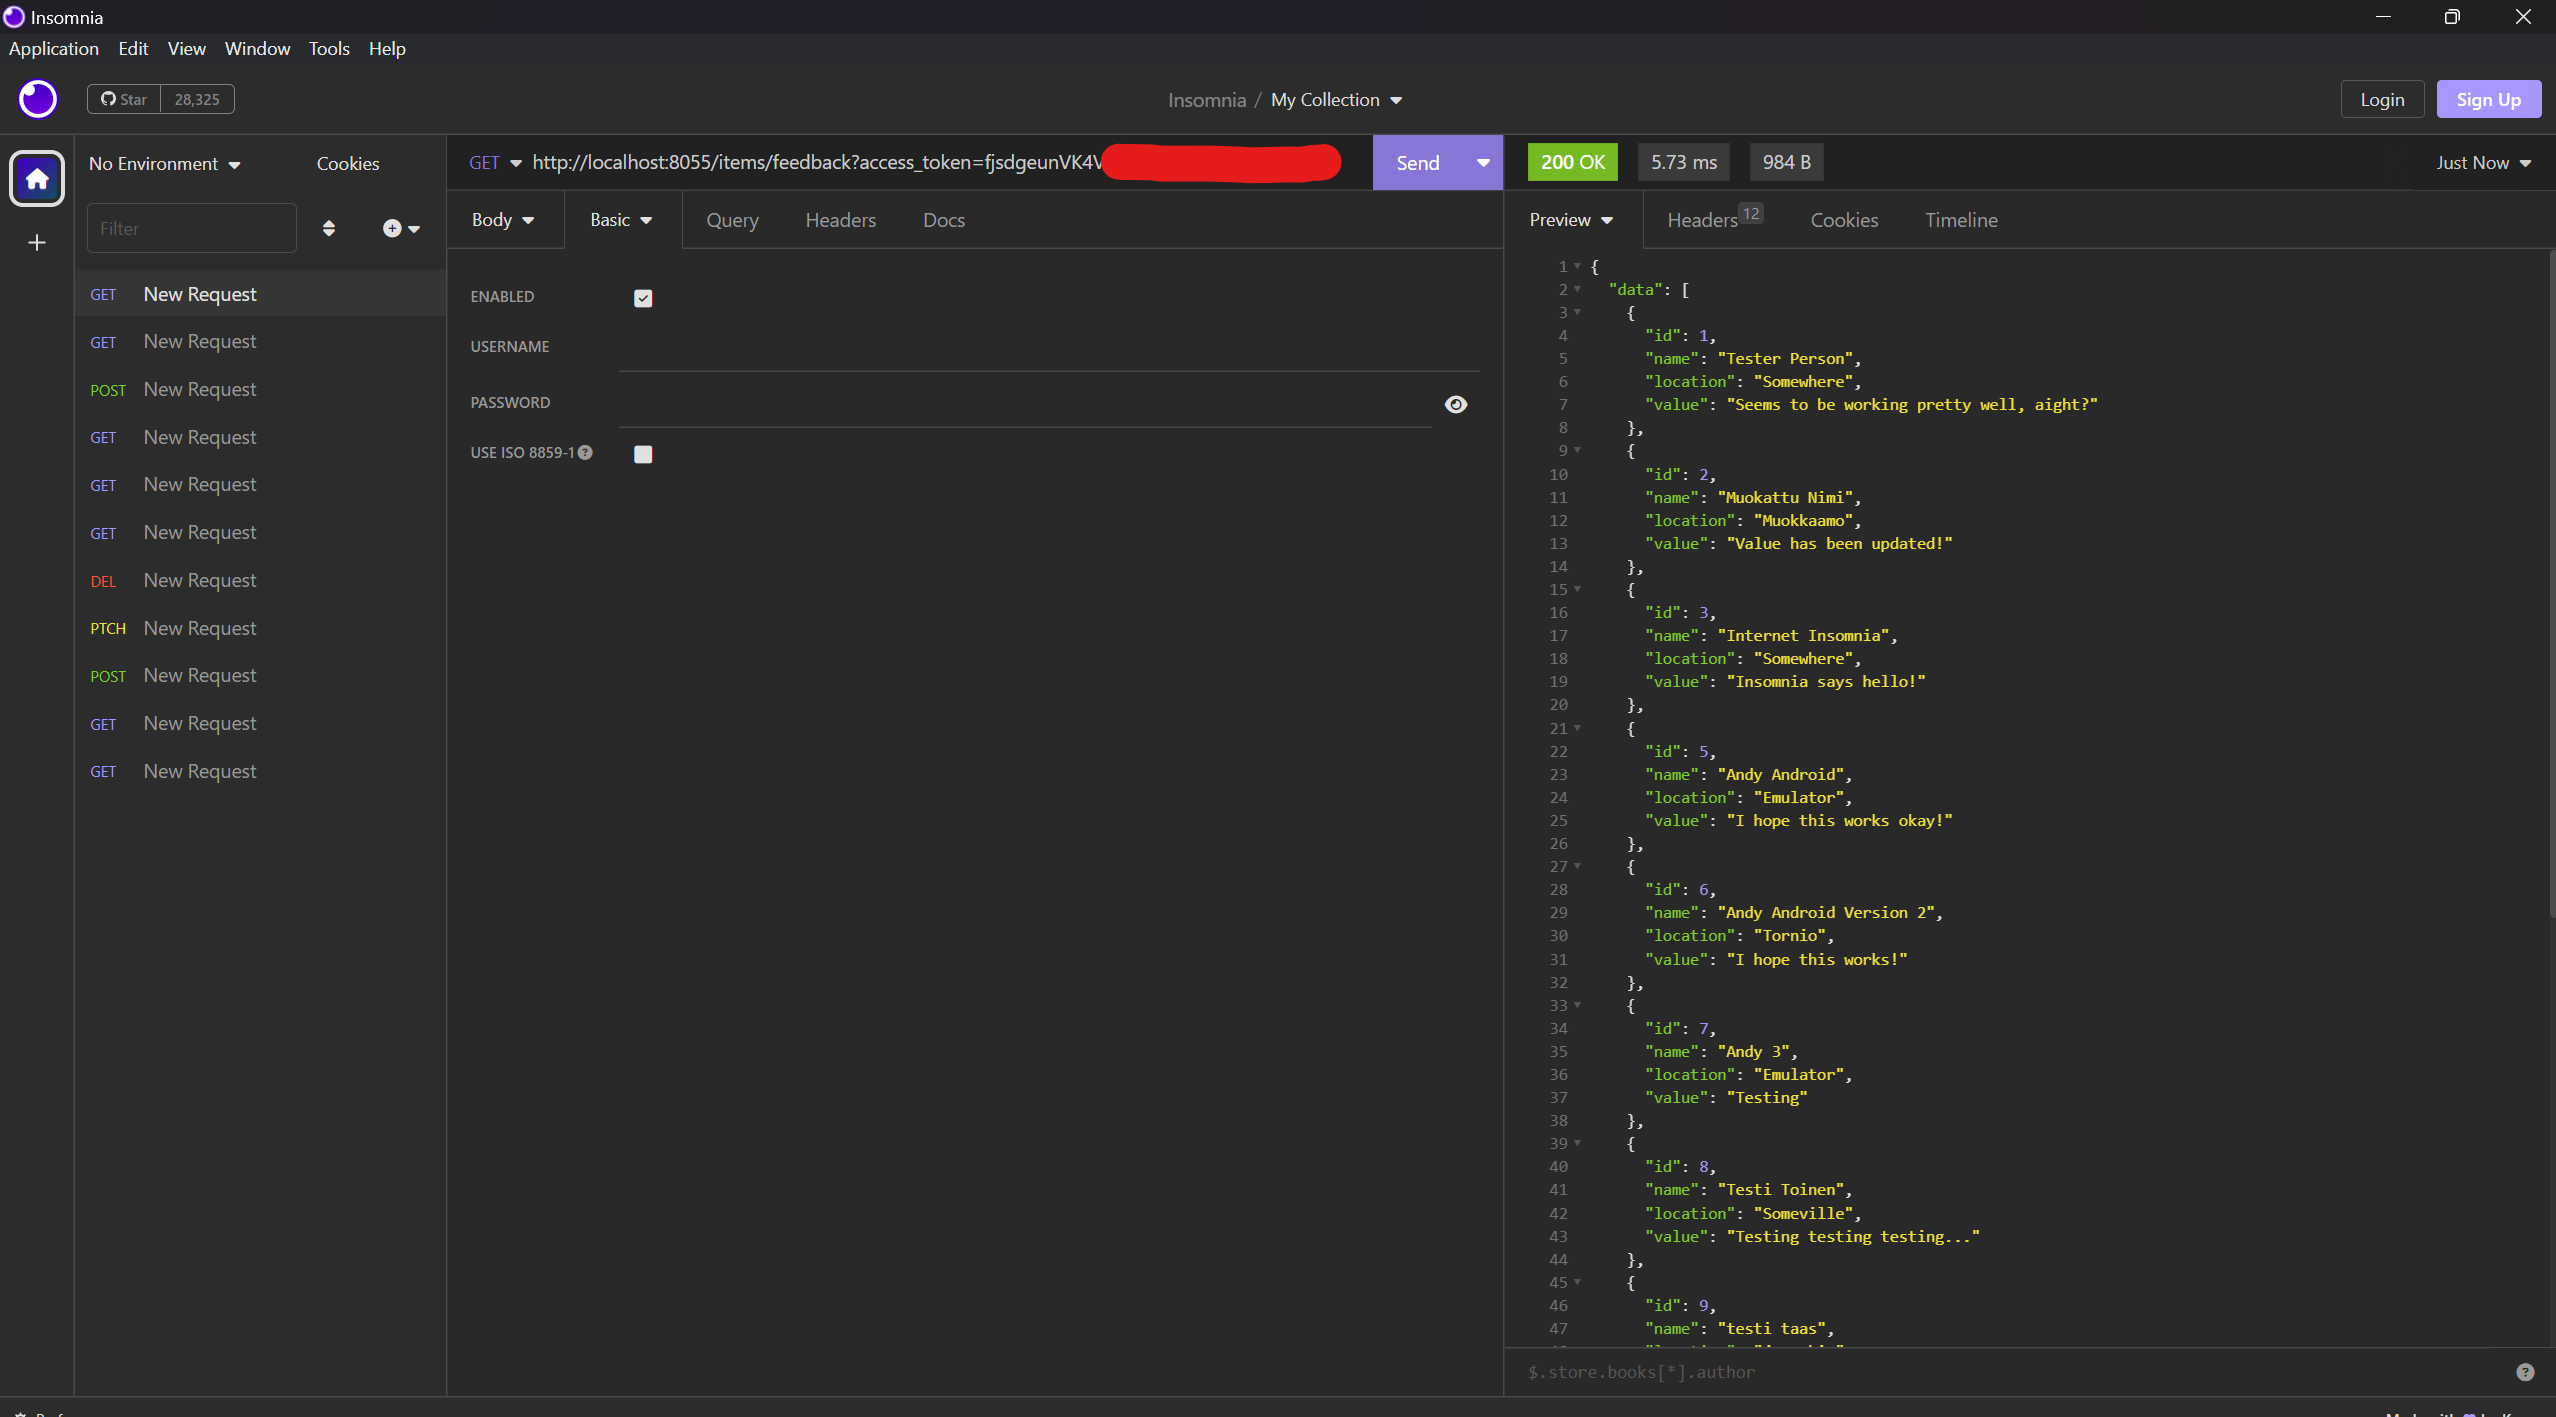 Insomnia
Application Edit View Window Tools Help
Star 28,325
Insomnia / My Collection
Login Sign Up
No Environment Cookies
Filter
GET New Request
GET New Request
POST New Request
GET New Request
GET New Request
GET New Request
DEL New Request
PTCH New Request
POST New Request
GET New Request
GET New Request
GET http://localhost:8055/items/feedback?access_token=fjsdgeunVK4V
Send
Body Basic Query Headers Docs
ENABLED
USERNAME
PASSWORD
USE ISO 8859-1 ?
200 OK 5.73 ms 984 B Just Now
Preview Headers 12 Cookies Timeline
1 {
2 "data": [
3 {
4 "id": 1,
5 "name": "Tester Person",
6 "location": "Somewhere",
7 "value": "Seems to be working pretty well, aight?"
8 },
9 {
10 "id": 2,
11 "name": "Muokattu Nimi",
12 "location": "Muokkaamo",
13 "value": "Value has been updated!"
14 },
15 {
16 "id": 3,
17 "name": "Internet Insomnia",
18 "location": "Somewhere",
19 "value": "Insomnia says hello!"
20 },
21 {
22 "id": 5,
23 "name": "Andy Android",
24 "location": "Emulator",
25 "value": "I hope this works okay!"
26 },
27 {
28 "id": 6,
29 "name": "Andy Android Version 2",
30 "location": "Tornio",
31 "value": "I hope this works!"
32 },
33 {
34 "id": 7,
35 "name": "Andy 3",
36 "location": "Emulator",
37 "value": "Testing"
38 },
39 {
40 "id": 8,
41 "name": "Testi Toinen",
42 "location": "Someville",
43 "value": "Testing testing testing..."
44 },
45 {
46 "id": 9,
47 "name": "testi taas",
$.store.books[*].author
?